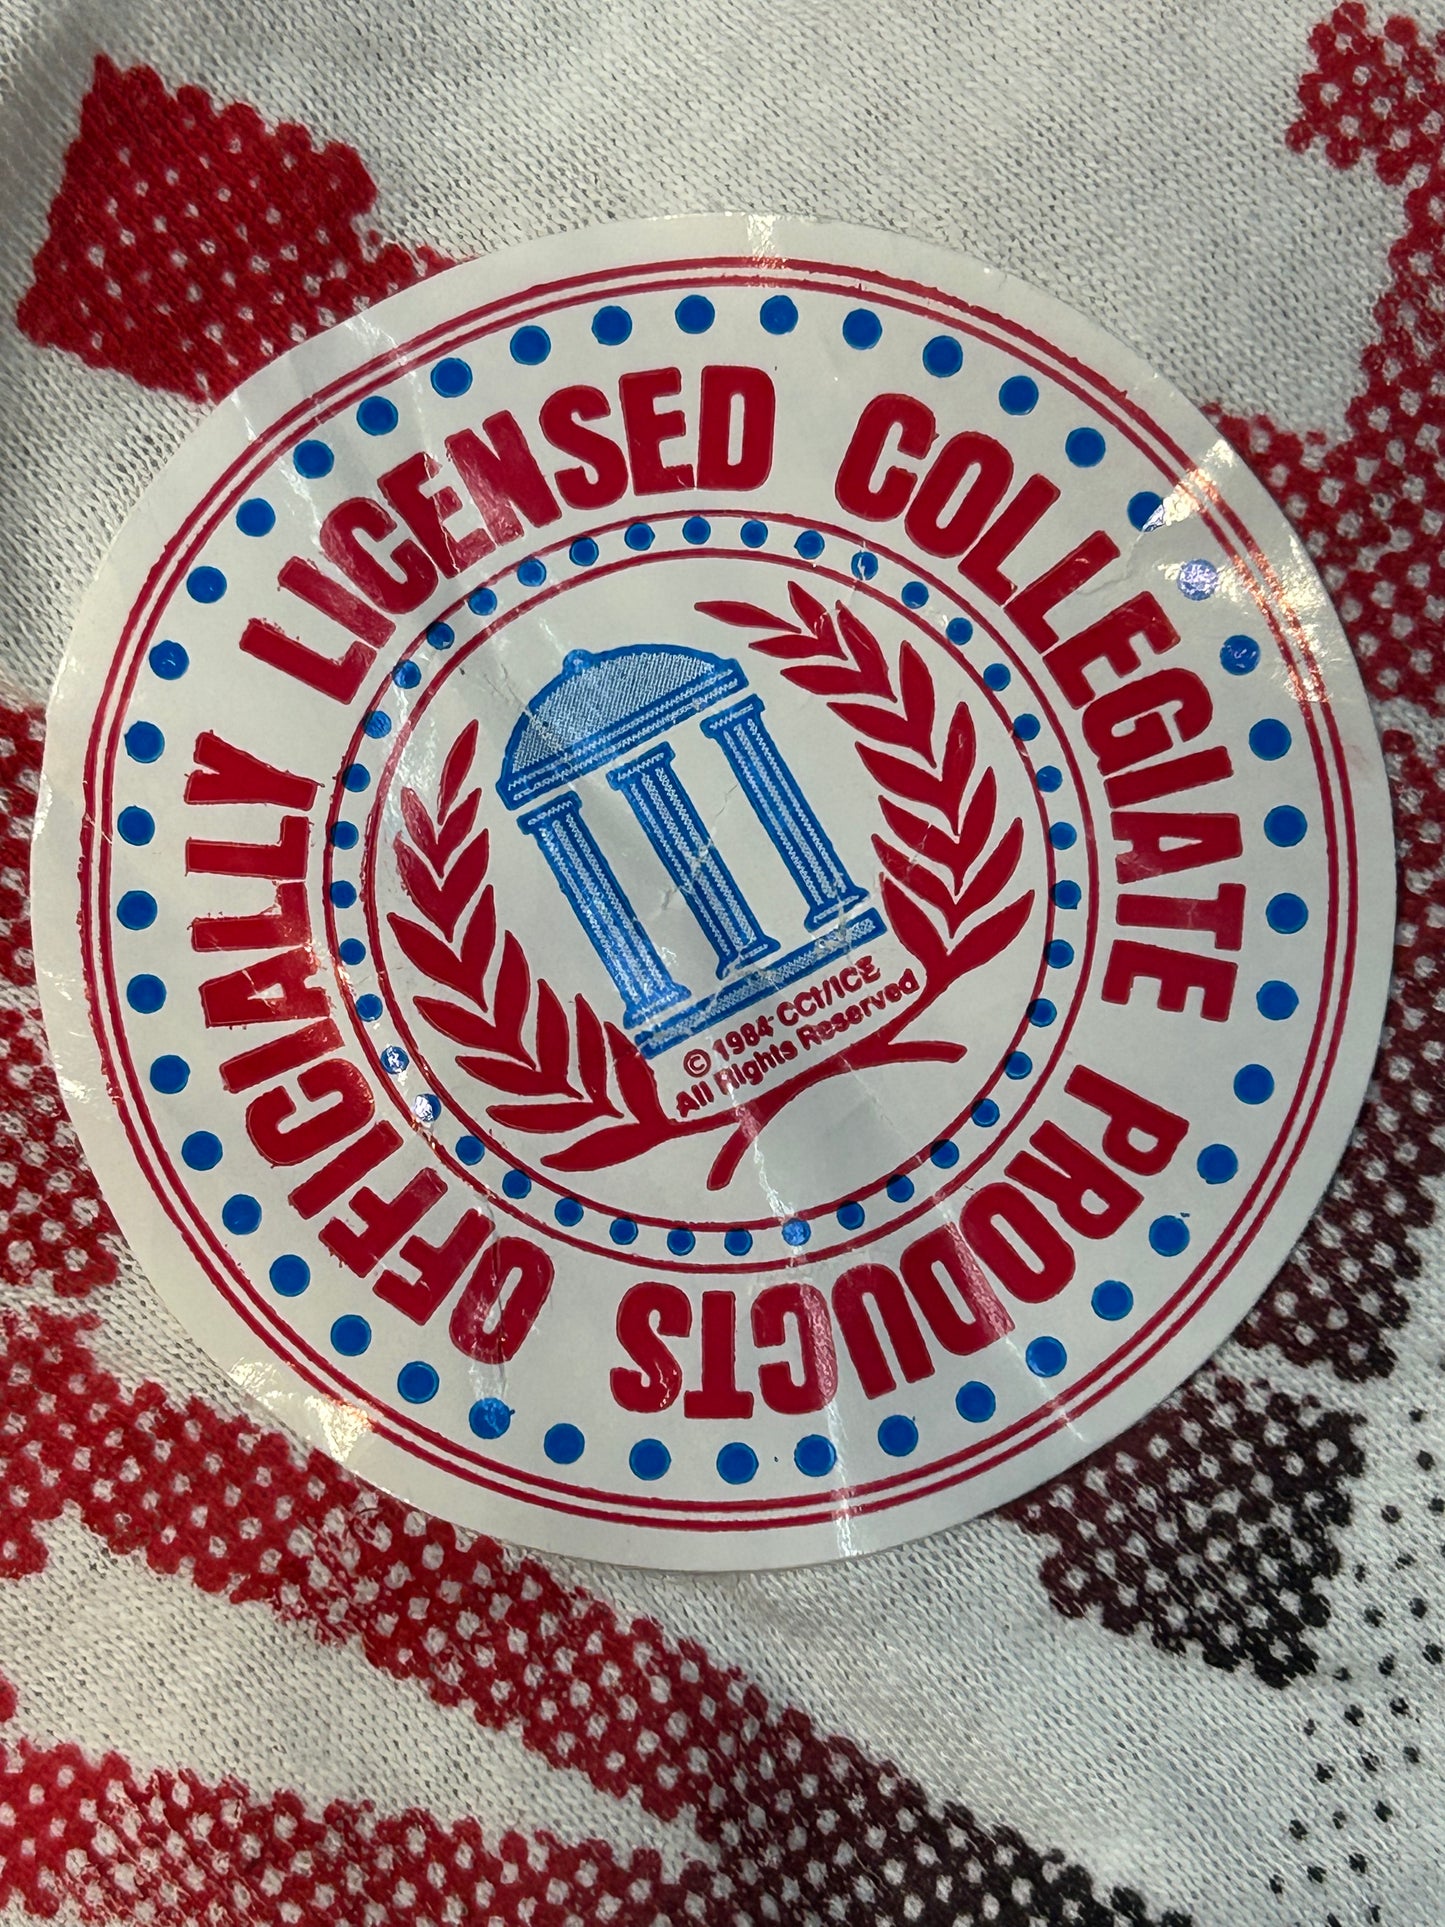 OFFICIALLY LICENSED COLLEGIATE PRODUCTS
© 1984 CCI/ICE
All Rights Reserved